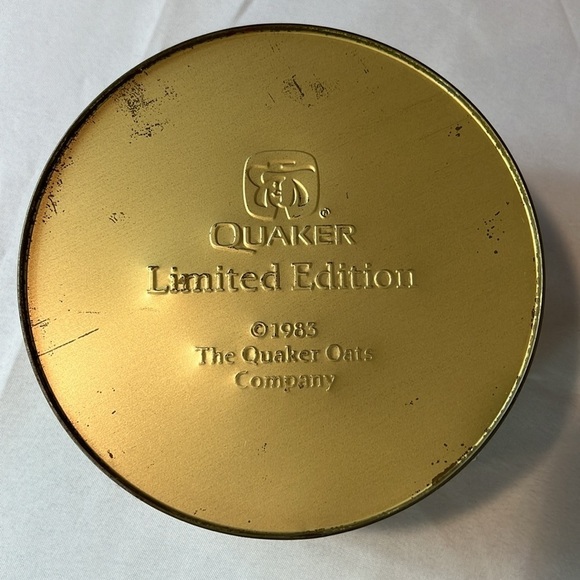 ®
QUAKER
Limited Edition
©1983
The Quaker Oats
Company